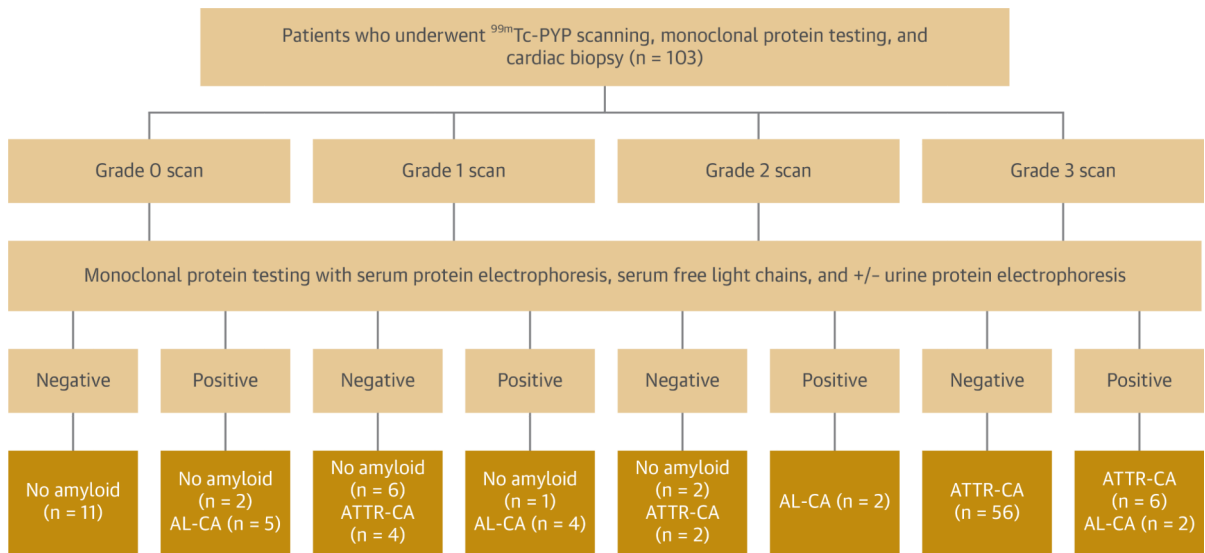 Patients who underwent ⁹⁹ᵐTc-PYP scanning, monoclonal protein testing, and
cardiac biopsy (n = 103)
Grade 0 scan
Grade 1 scan
Grade 2 scan
Grade 3 scan
Monoclonal protein testing with serum protein electrophoresis, serum free light chains, and +/- urine protein electrophoresis
Negative
Positive
Negative
Positive
Negative
Positive
Negative
Positive
No amyloid
(n = 11)
No amyloid
(n = 2)
AL-CA (n = 5)
No amyloid
(n = 6)
ATTR-CA
(n = 4)
No amyloid
(n = 1)
AL-CA (n = 4)
No amyloid
(n = 2)
ATTR-CA
(n = 2)
AL-CA (n = 2)
ATTR-CA
(n = 56)
ATTR-CA
(n = 6)
AL-CA (n = 2)